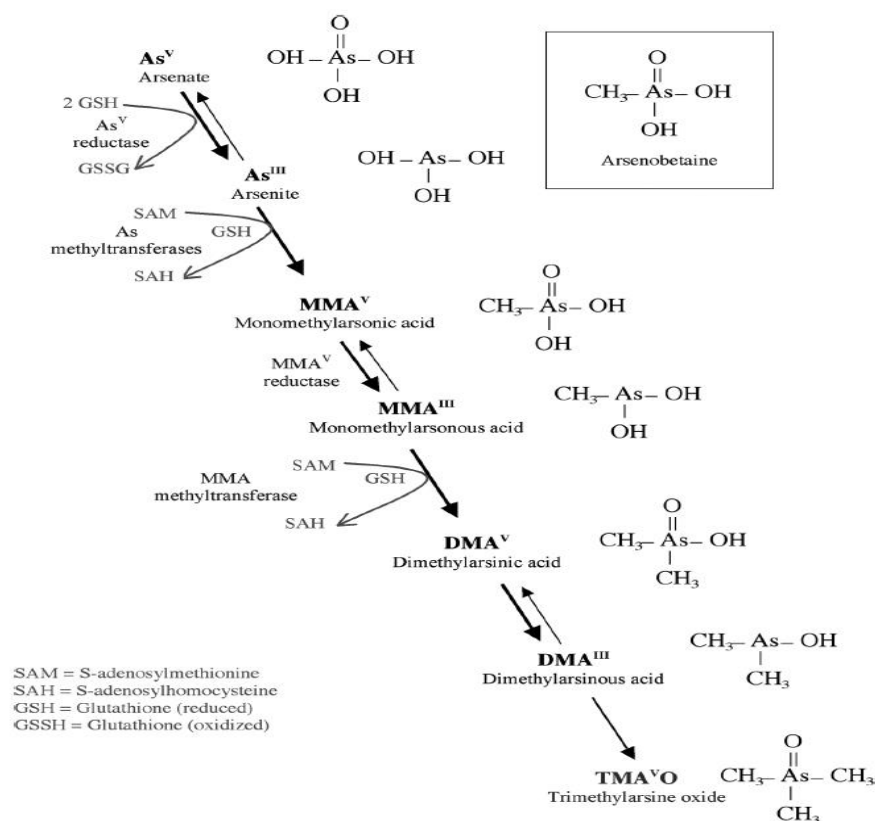 As^V
Arsenate
O
||
OH – As – OH
|
OH
O
||
CH₃– As – OH
|
OH
Arsenobetaine
2 GSH
As^V
reductase
GSSG
As^III
Arsenite
OH – As – OH
|
OH
SAM
As
methyltransferases
GSH
SAH
MMA^V
Monomethylarsonic acid
O
||
CH₃– As – OH
|
OH
MMA^V
reductase
MMA^III
Monomethylarsonous acid
CH₃– As – OH
|
OH
SAM
MMA
methyltransferase
GSH
SAH
DMA^V
Dimethylarsinic acid
O
||
CH₃– As – OH
|
CH₃
DMA^III
Dimethylarsinous acid
CH₃– As – OH
|
CH₃
SAM = S-adenosylmethionine
SAH = S-adenosylhomocysteine
GSH = Glutathione (reduced)
GSSH = Glutathione (oxidized)
TMA^VO
Trimethylarsine oxide
O
||
CH₃– As – CH₃
|
CH₃